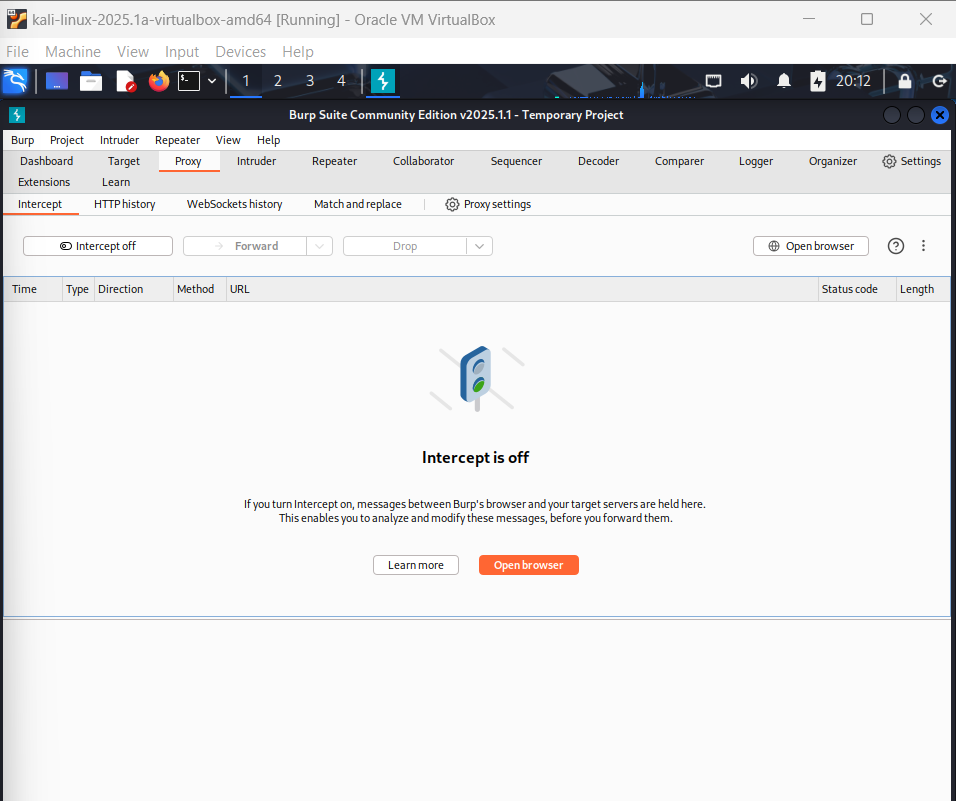 kali-linux-2025.1a-virtualbox-amd64 [Running] - Oracle VM VirtualBox
File Machine View Input Devices Help
1 2 3 4 20:12
Burp Suite Community Edition v2025.1.1 - Temporary Project
Burp Project Intruder Repeater View Help
Dashboard Target Proxy Intruder Repeater Collaborator Sequencer Decoder Comparer Logger Organizer Settings
Extensions Learn
Intercept HTTP history WebSockets history Match and replace Proxy settings
Intercept off Forward Drop Open browser
Time Type Direction Method URL Status code Length
Intercept is off
If you turn Intercept on, messages between Burp's browser and your target servers are held here.
This enables you to analyze and modify these messages, before you forward them.
Learn more Open browser